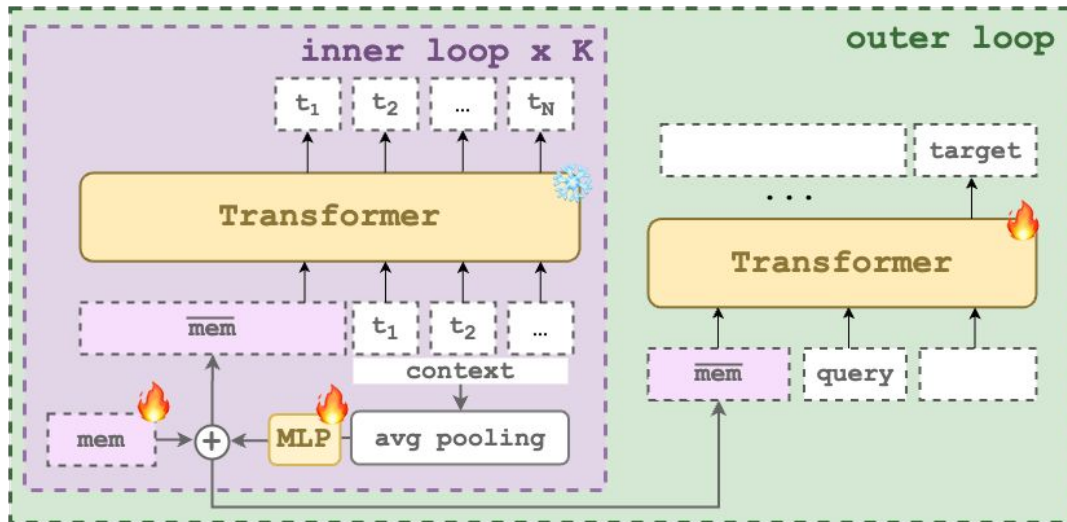 inner loop x K
outer loop
t1 t2 ... tN
target
...
Transformer
Transformer
mem t1 t2 ...
context
mem query
mem + MLP avg pooling